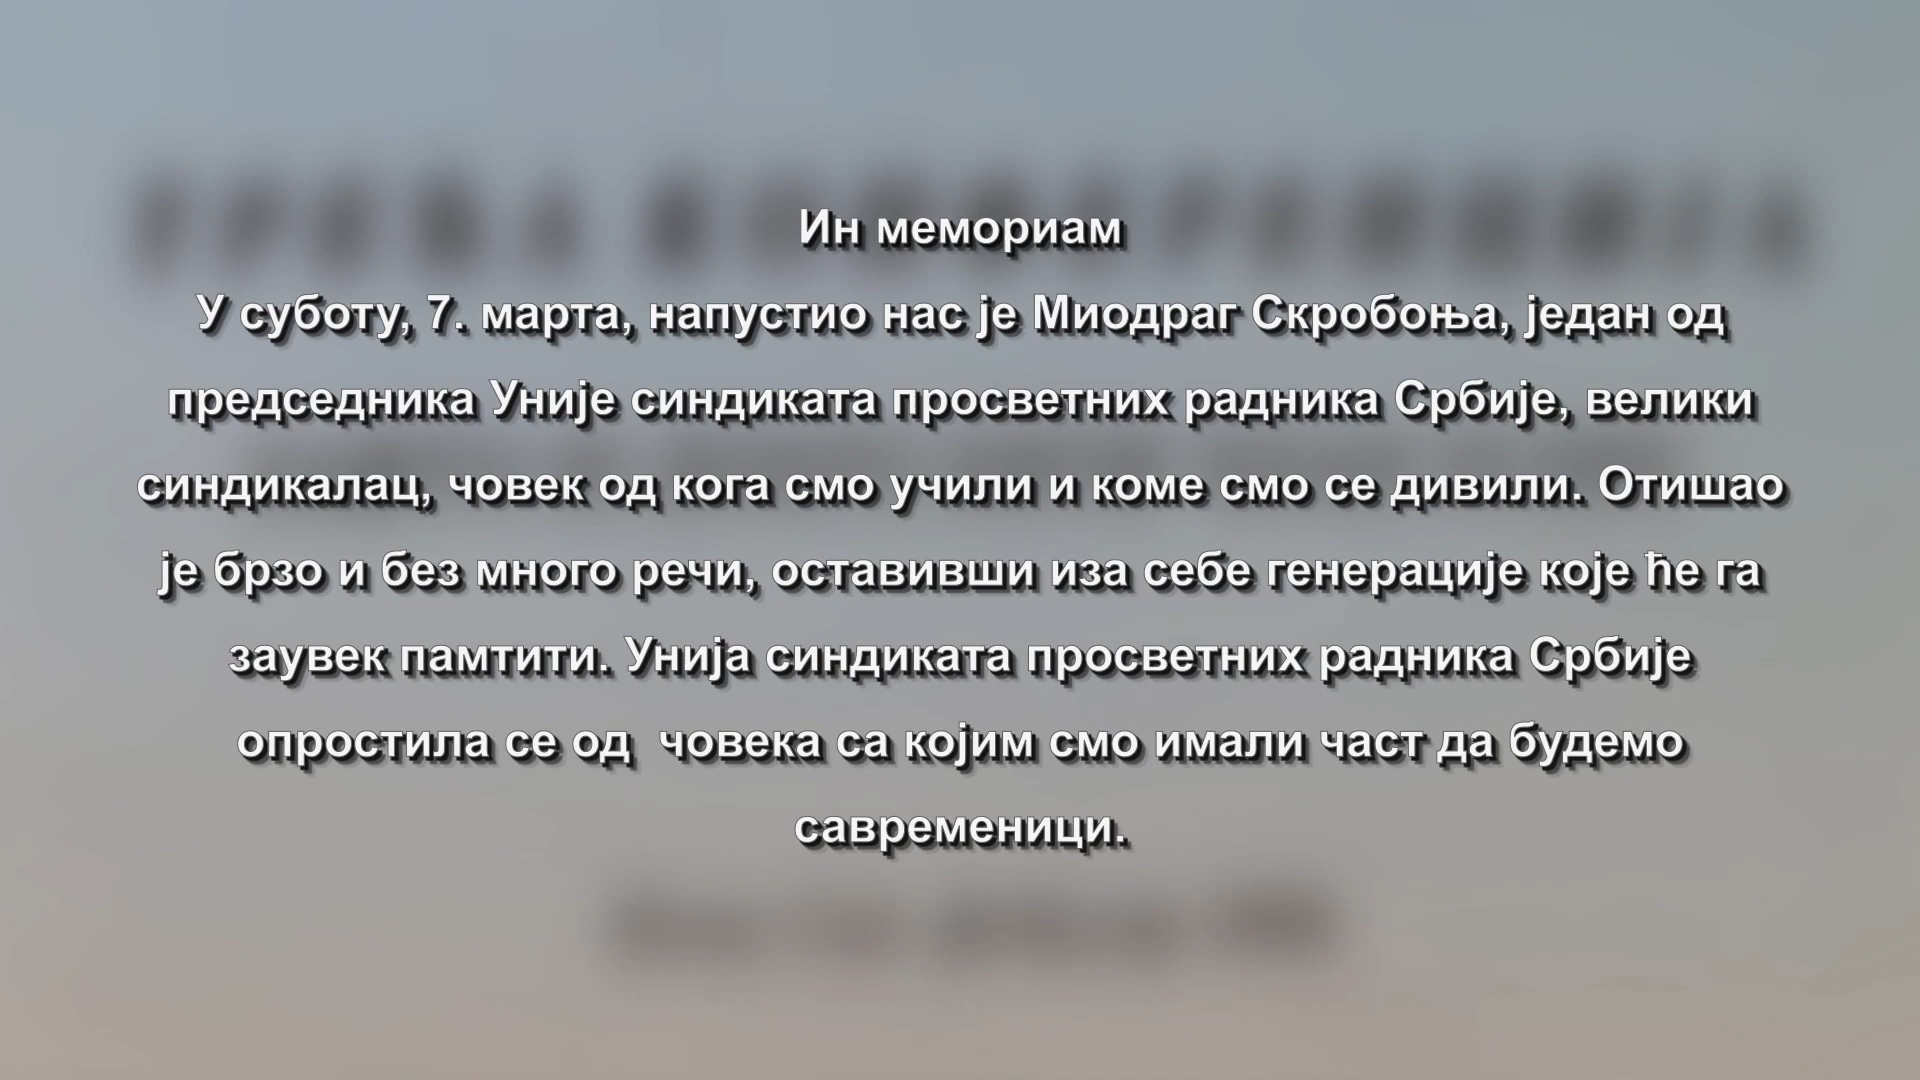 Ин мемориам
У суботу, 7. марта, напустио нас је Миодраг Скробоња, један од
председника Уније синдиката просветних радника Србије, велики
синдикалац, човек од кога смо учили и коме смо се дивили. Отишао
је брзо и без много речи, оставивши иза себе генерације које ће га
заувек памтити. Унија синдиката просветних радника Србије
опростила се од  човека са којим смо имали част да будемо
савременици.